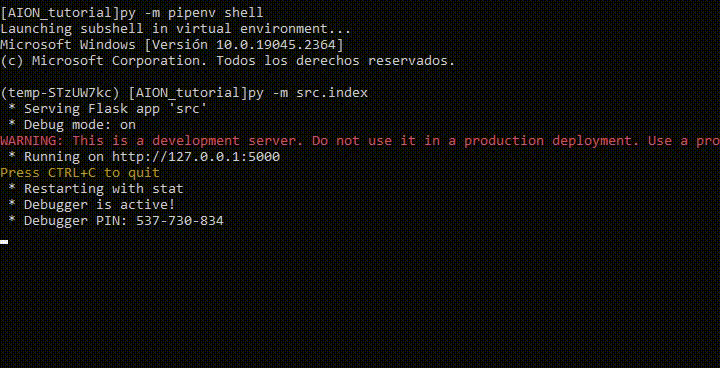 [AION_tutorial]py -m pipenv shell
Launching subshell in virtual environment...
Microsoft Windows [Versión 10.0.19045.2364]
(c) Microsoft Corporation. Todos los derechos reservados.
(temp-STzUW7kc) [AION_tutorial]py -m src.index
* Serving Flask app 'src'
* Debug mode: on
WARNING: This is a development server. Do not use it in a production deployment. Use a pro
* Running on http://127.0.0.1:5000
Press CTRL+C to quit
* Restarting with stat
* Debugger is active!
* Debugger PIN: 537-730-834